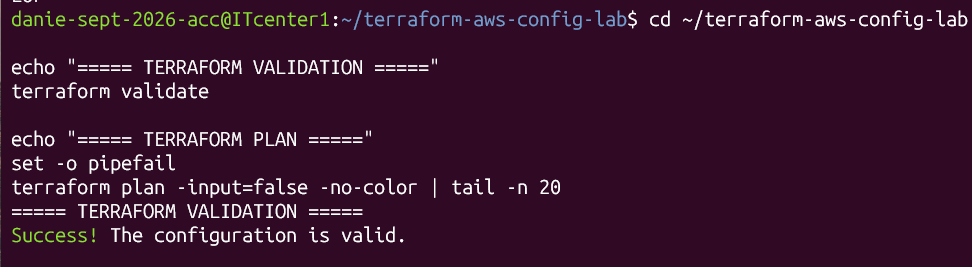 danie-sept-2026-acc@ITcenter1:~/terraform-aws-config-lab$ cd ~/terraform-aws-config-lab
echo "===== TERRAFORM VALIDATION ====="
terraform validate
echo "===== TERRAFORM PLAN ====="
set -o pipefail
terraform plan -input=false -no-color | tail -n 20
===== TERRAFORM VALIDATION =====
Success! The configuration is valid.